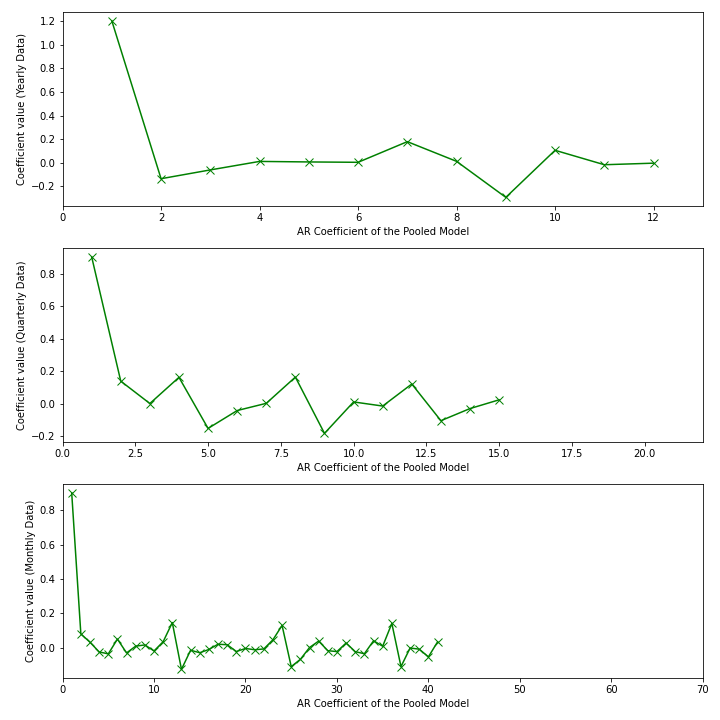 Coefficient value (Yearly Data)
1.2
1.0
0.8
0.6
0.4
0.2
0.0
−0.2
0 2 4 6 8 10 12
AR Coefficient of the Pooled Model
Coefficient value (Quarterly Data)
0.8
0.6
0.4
0.2
0.0
−0.2
0.0 2.5 5.0 7.5 10.0 12.5 15.0 17.5 20.0
AR Coefficient of the Pooled Model
Coefficient value (Monthly Data)
0.8
0.6
0.4
0.2
0.0
0 10 20 30 40 50 60 70
AR Coefficient of the Pooled Model